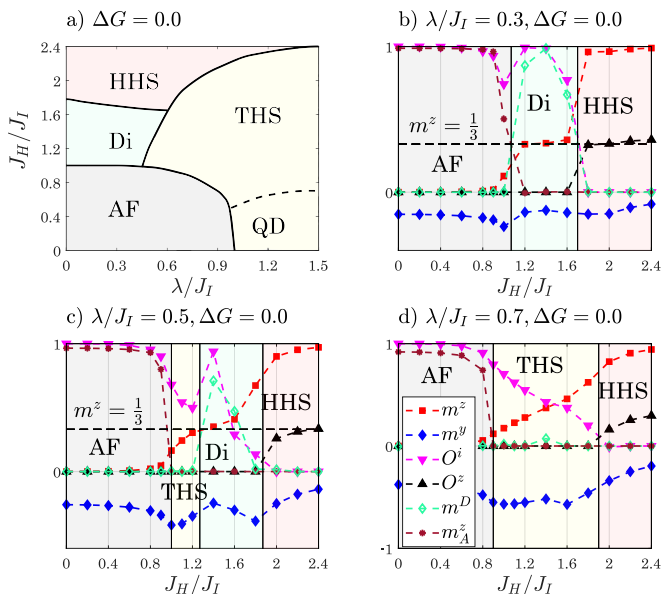 a) ΔG = 0.0
2.4
2
1.6
1.2
0.8
0.4
0
J_H/J_I
HHS
THS
Di
AF
QD
0 0.3 0.6 0.9 1.2 1.5
λ/J_I
b) λ/J_I = 0.3, ΔG = 0.0
1
0
Di
HHS
m^z = 1/3
AF
0 0.4 0.8 1.2 1.6 2 2.4
J_H/J_I
c) λ/J_I = 0.5, ΔG = 0.0
1
0
-1
m^z = 1/3
HHS
AF
Di
THS
0 0.4 0.8 1.2 1.6 2 2.4
J_H/J_I
d) λ/J_I = 0.7, ΔG = 0.0
1
0
-1
THS
AF
HHS
m^z
m^y
O^i
O^z
m^D
m^z_A
0 0.4 0.8 1.2 1.6 2 2.4
J_H/J_I